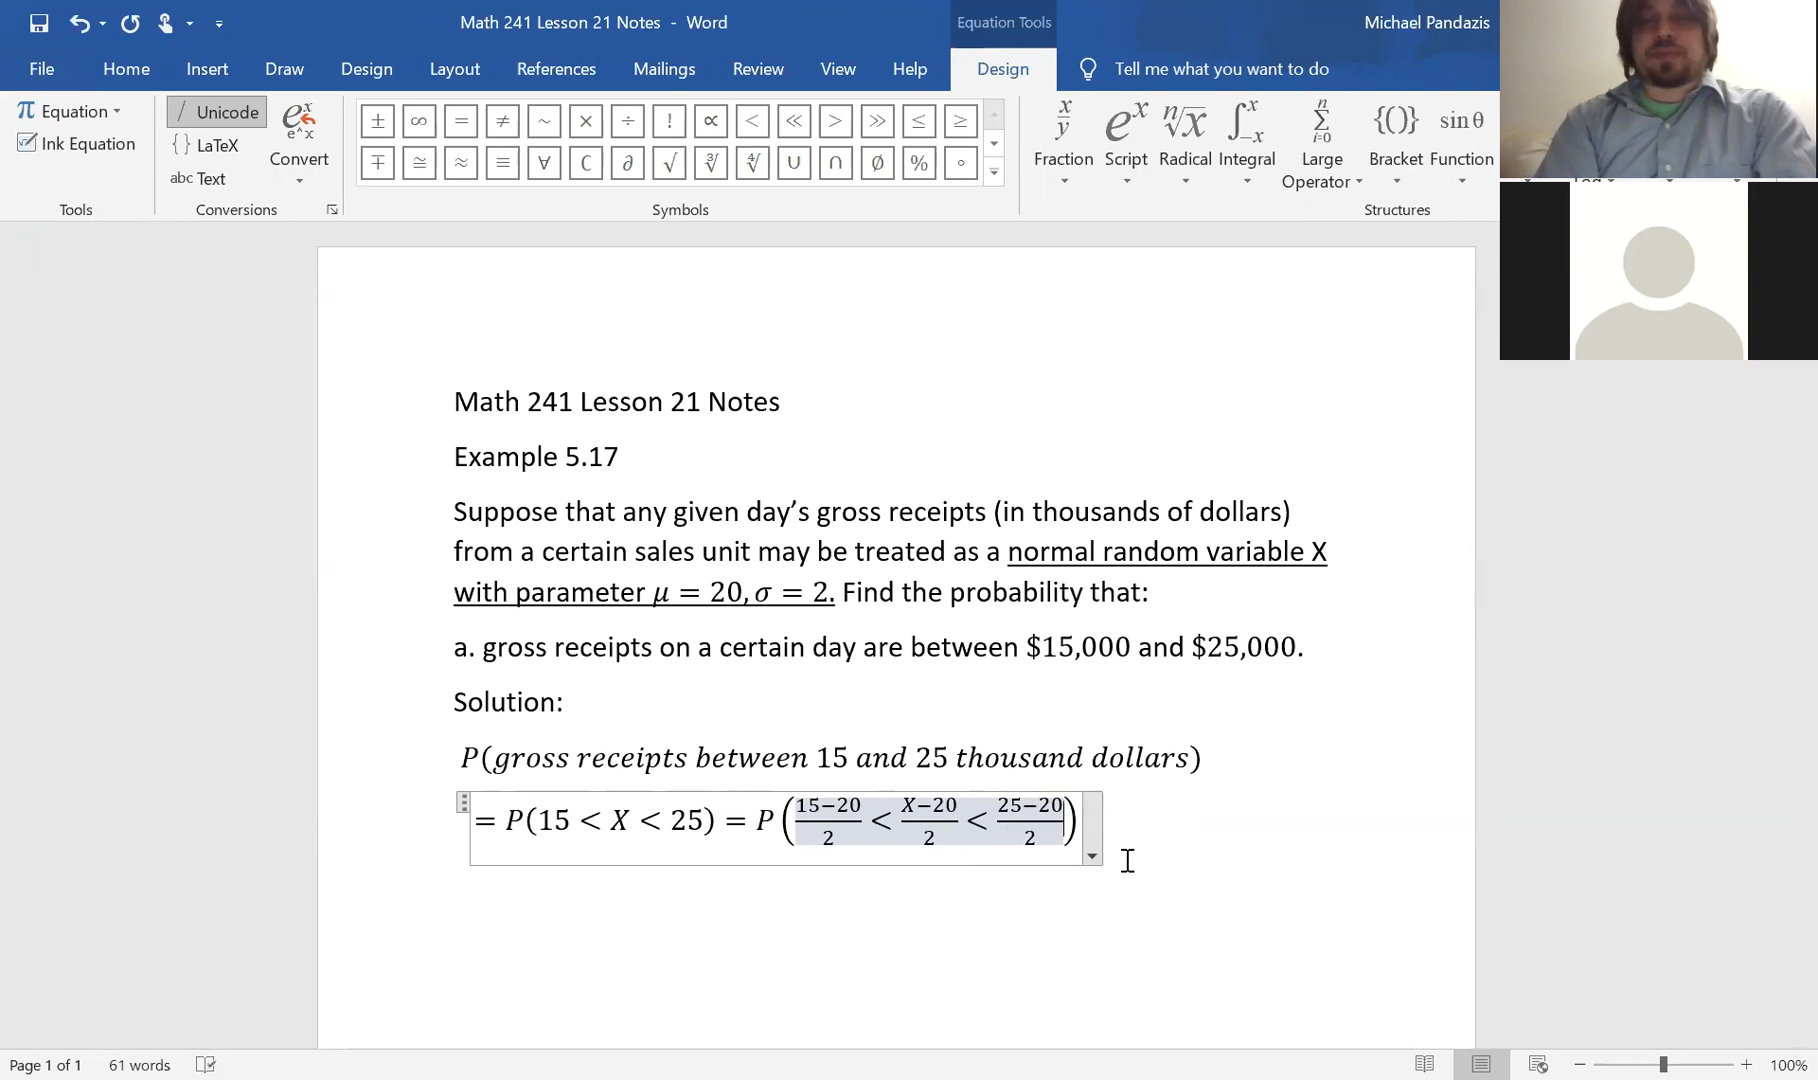 Math 241 Lesson 21 Notes - Word
Equation Tools
Michael Pandazis
File Home Insert Draw Design Layout References Mailings Review View Help Design Tell me what you want to do
π Equation
Ink Equation
Tools
Unicode
{} LaTeX
abc Text
Convert
Conversions
± ∞ = ≠ ~ × ÷ ! ∝ < ≪ > ≫ ≤ ≥
∓ ≅ ≈ ≡ ∀ ∁ ∂ √ ∛ ∜ ∪ ∩ ∅ % °
Symbols
Fraction Script Radical Integral Large Operator Bracket Function
Structures
Math 241 Lesson 21 Notes
Example 5.17
Suppose that any given day’s gross receipts (in thousands of dollars)
from a certain sales unit may be treated as a normal random variable X
with parameter μ = 20, σ = 2. Find the probability that:
a. gross receipts on a certain day are between $15,000 and $25,000.
Solution:
P(gross receipts between 15 and 25 thousand dollars)
= P(15 < X < 25) = P((15−20)/2 < (X−20)/2 < (25−20)/2)
Page 1 of 1 61 words
100%